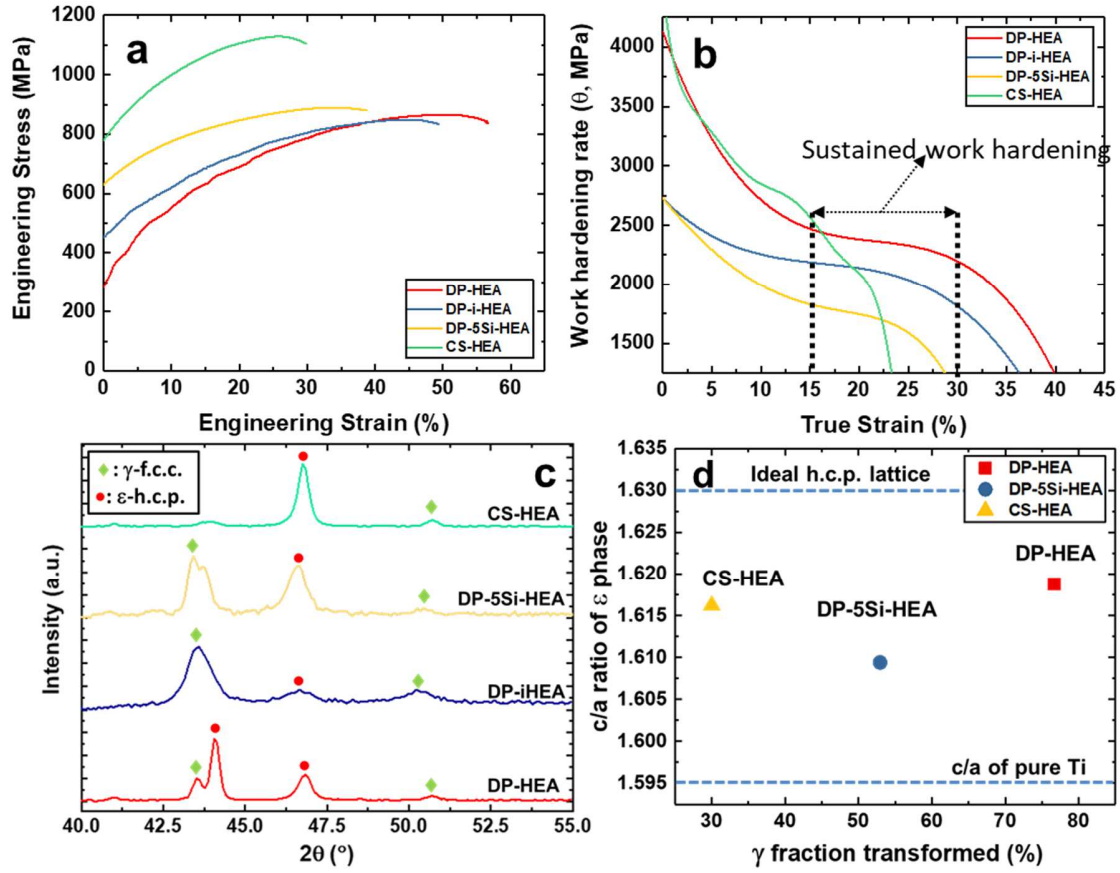 a
Engineering Stress (MPa)
1200
1000
800
600
400
200
0
DP-HEA
DP-i-HEA
DP-5Si-HEA
CS-HEA
0 10 20 30 40 50 60
Engineering Strain (%)
b
Work hardening rate (θ, MPa)
4000
3500
3000
2500
2000
1500
DP-HEA
DP-i-HEA
DP-5Si-HEA
CS-HEA
Sustained work hardening
0 5 10 15 20 25 30 35 40 45
True Strain (%)
c
Intensity (a.u.)
: γ-f.c.c.
: ε-h.c.p.
CS-HEA
DP-5Si-HEA
DP-iHEA
DP-HEA
40.0 42.5 45.0 47.5 50.0 52.5 55.0
2θ (°)
d
c/a ratio of ε phase
1.635
1.630
1.625
1.620
1.615
1.610
1.605
1.600
1.595
Ideal h.c.p. lattice
DP-HEA
DP-5Si-HEA
CS-HEA
DP-HEA
CS-HEA
DP-5Si-HEA
c/a of pure Ti
30 40 50 60 70 80
γ fraction transformed (%)